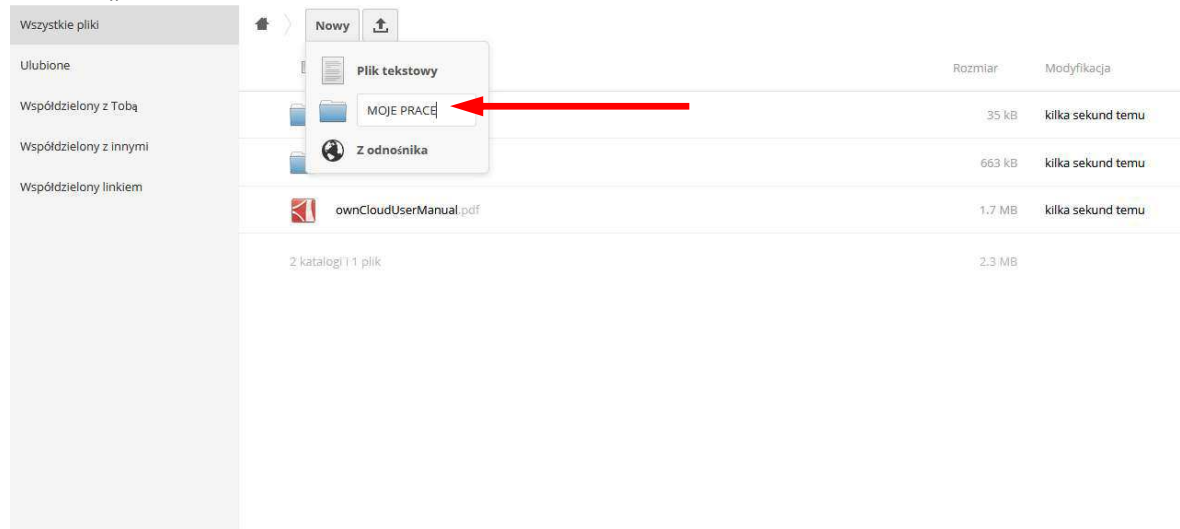 Wszystkie pliki
Nowy
Ulubione
Plik tekstowy
Rozmiar Modyfikacja
Współdzielony z Tobą
MOJE PRACE
35 kB kilka sekund temu
Współdzielony z innymi
Z odnośnika
663 kB kilka sekund temu
Współdzielony linkiem
ownCloudUserManual.pdf 1.7 MB kilka sekund temu
2 katalogi i 1 plik 2.3 MB